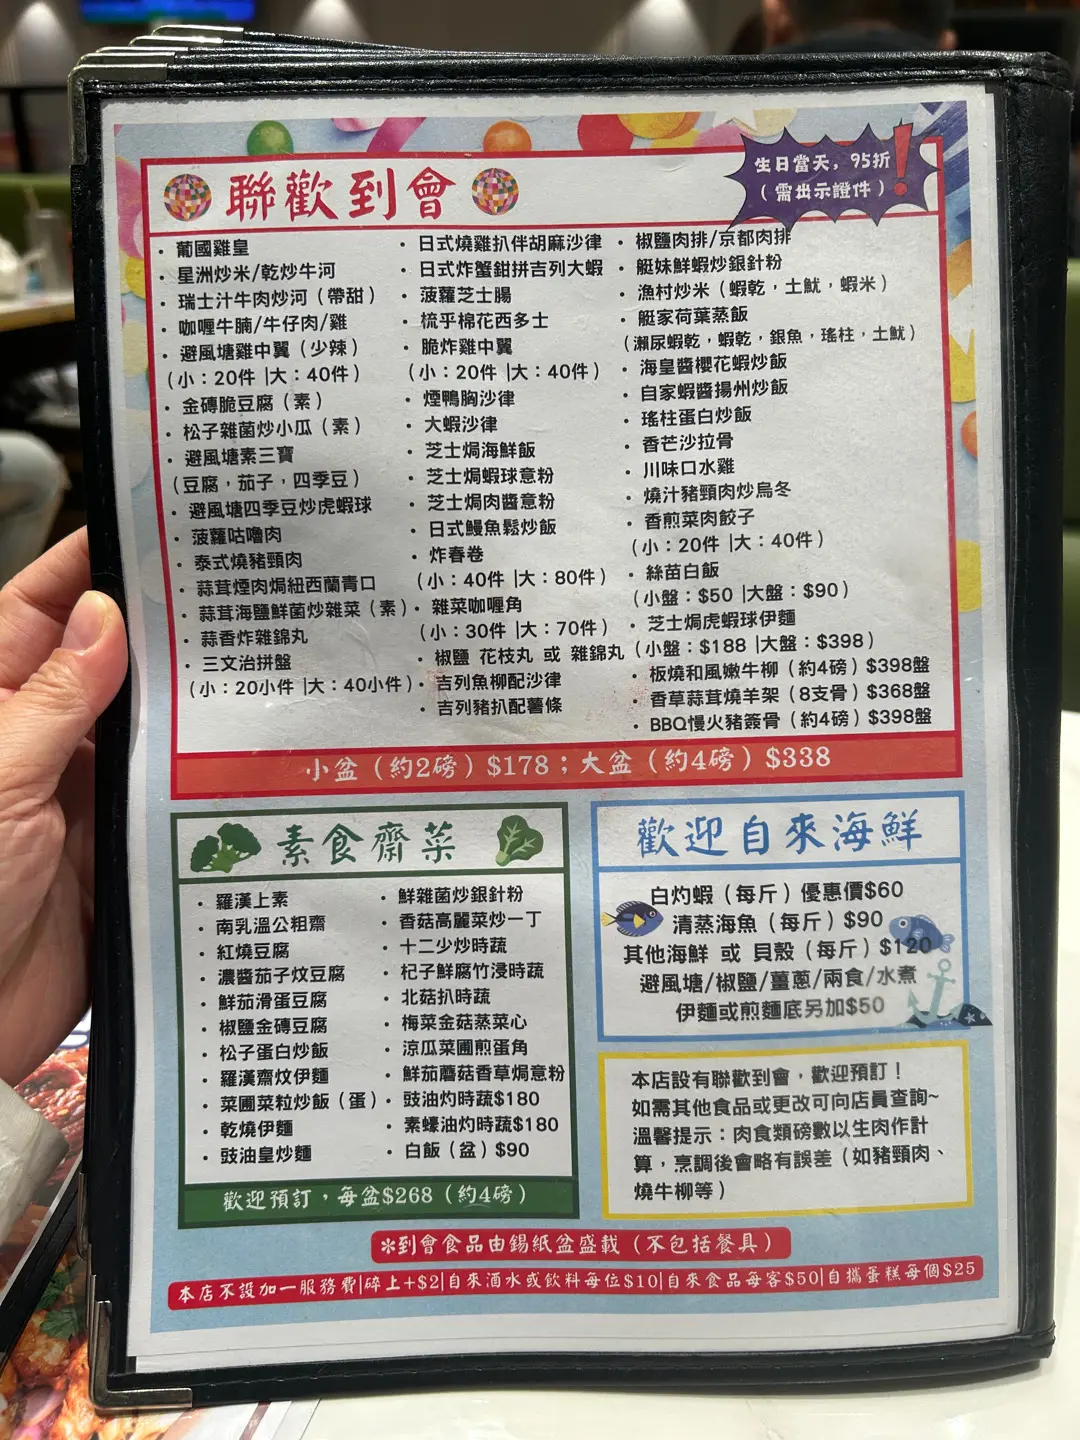 聯歡到會
生日當天，95折
（需出示證件）
• 葡國雞皇
• 星洲炒米/乾炒牛河
• 瑞士汁牛肉炒河（帶甜）
• 咖喱牛腩/牛仔肉/雞
• 避風塘雞中翼（少辣）
（小：20件 |大：40件）
• 金磚脆豆腐（素）
• 松子雜菌炒小瓜（素）
• 避風塘素三寶
（豆腐，茄子，四季豆）
• 避風塘四季豆炒虎蝦球
• 菠蘿咕嚕肉
• 泰式燒豬頸肉
• 蒜茸煙肉焗紐西蘭青口
• 蒜茸海鹽鮮菌炒雜菜（素）
• 蒜香炸雜錦丸
• 三文治拼盤
（小：20小件 |大：40小件）
• 日式燒雞扒伴胡麻沙律
• 日式炸蟹鉗拼吉列大蝦
• 菠蘿芝士腸
• 梳乎棉花西多士
• 脆炸雞中翼
（小：20件 |大：40件）
• 煙鴨胸沙律
• 大蝦沙律
• 芝士焗海鮮飯
• 芝士焗蝦球意粉
• 芝士焗肉醬意粉
• 日式鰻魚鬆炒飯
• 炸春卷
（小：40件 |大：80件）
• 雜菜咖喱角
（小：30件 |大：70件）
• 椒鹽 花枝丸 或 雜錦丸
• 吉列魚柳配沙律
• 吉列豬扒配薯條
• 椒鹽肉排/京都肉排
• 艇妹鮮蝦炒銀針粉
• 漁村炒米（蝦乾，土魷，蝦米）
• 艇家荷葉蒸飯
（瀨尿蝦乾，蝦乾，銀魚，瑤柱，土魷）
• 海皇醬櫻花蝦炒飯
• 自家蝦醬揚州炒飯
• 瑤柱蛋白炒飯
• 香芒沙拉骨
• 川味口水雞
• 燒汁豬頸肉炒烏冬
• 香煎菜肉餃子
（小：20件 |大：40件）
• 絲苗白飯
（小盤：$50 |大盤：$90）
• 芝士焗虎蝦球伊麵
（小盤：$188 |大盤：$398）
• 板燒和風嫩牛柳（約4磅）$398盤
• 香草蒜茸燒羊架（8支骨）$368盤
• BBQ慢火豬簽骨（約4磅）$398盤
小盆（約2磅）$178；大盆（約4磅）$338
素食齋菜
• 羅漢上素
• 南乳溫公粗齋
• 紅燒豆腐
• 濃醬茄子炆豆腐
• 鮮茄滑蛋豆腐
• 椒鹽金磚豆腐
• 松子蛋白炒飯
• 羅漢齋炆伊麵
• 菜圃菜粒炒飯（蛋）
• 乾燒伊麵
• 豉油皇炒麵
• 鮮雜菌炒銀針粉
• 香菇高麗菜炒一丁
• 十二少炒時蔬
• 杞子鮮腐竹浸時蔬
• 北菇扒時蔬
• 梅菜金菇蒸菜心
• 涼瓜菜圃煎蛋角
• 鮮茄蘑菇香草焗意粉
• 豉油灼時蔬$180
• 素蠔油灼時蔬$180
• 白飯（盆）$90
歡迎預訂，每盆$268（約4磅）
歡迎自來海鮮
白灼蝦（每斤）優惠價$60
清蒸海魚（每斤）$90
其他海鮮 或 貝殼（每斤）$120
避風塘/椒鹽/薑蔥/兩食/水煮
伊麵或煎麵底另加$50
本店設有聯歡到會，歡迎預訂！
如需其他食品或更改可向店員查詢~
溫馨提示：肉食類磅數以生肉作計
算，烹調後會略有誤差（如豬頸肉、
燒牛柳等）
＊到會食品由錫紙盆盛載（不包括餐具）
本店不設加一服務費|碎上+$2|自來酒水或飲料每位$10|自來食品每客$50|自攜蛋糕每個$25